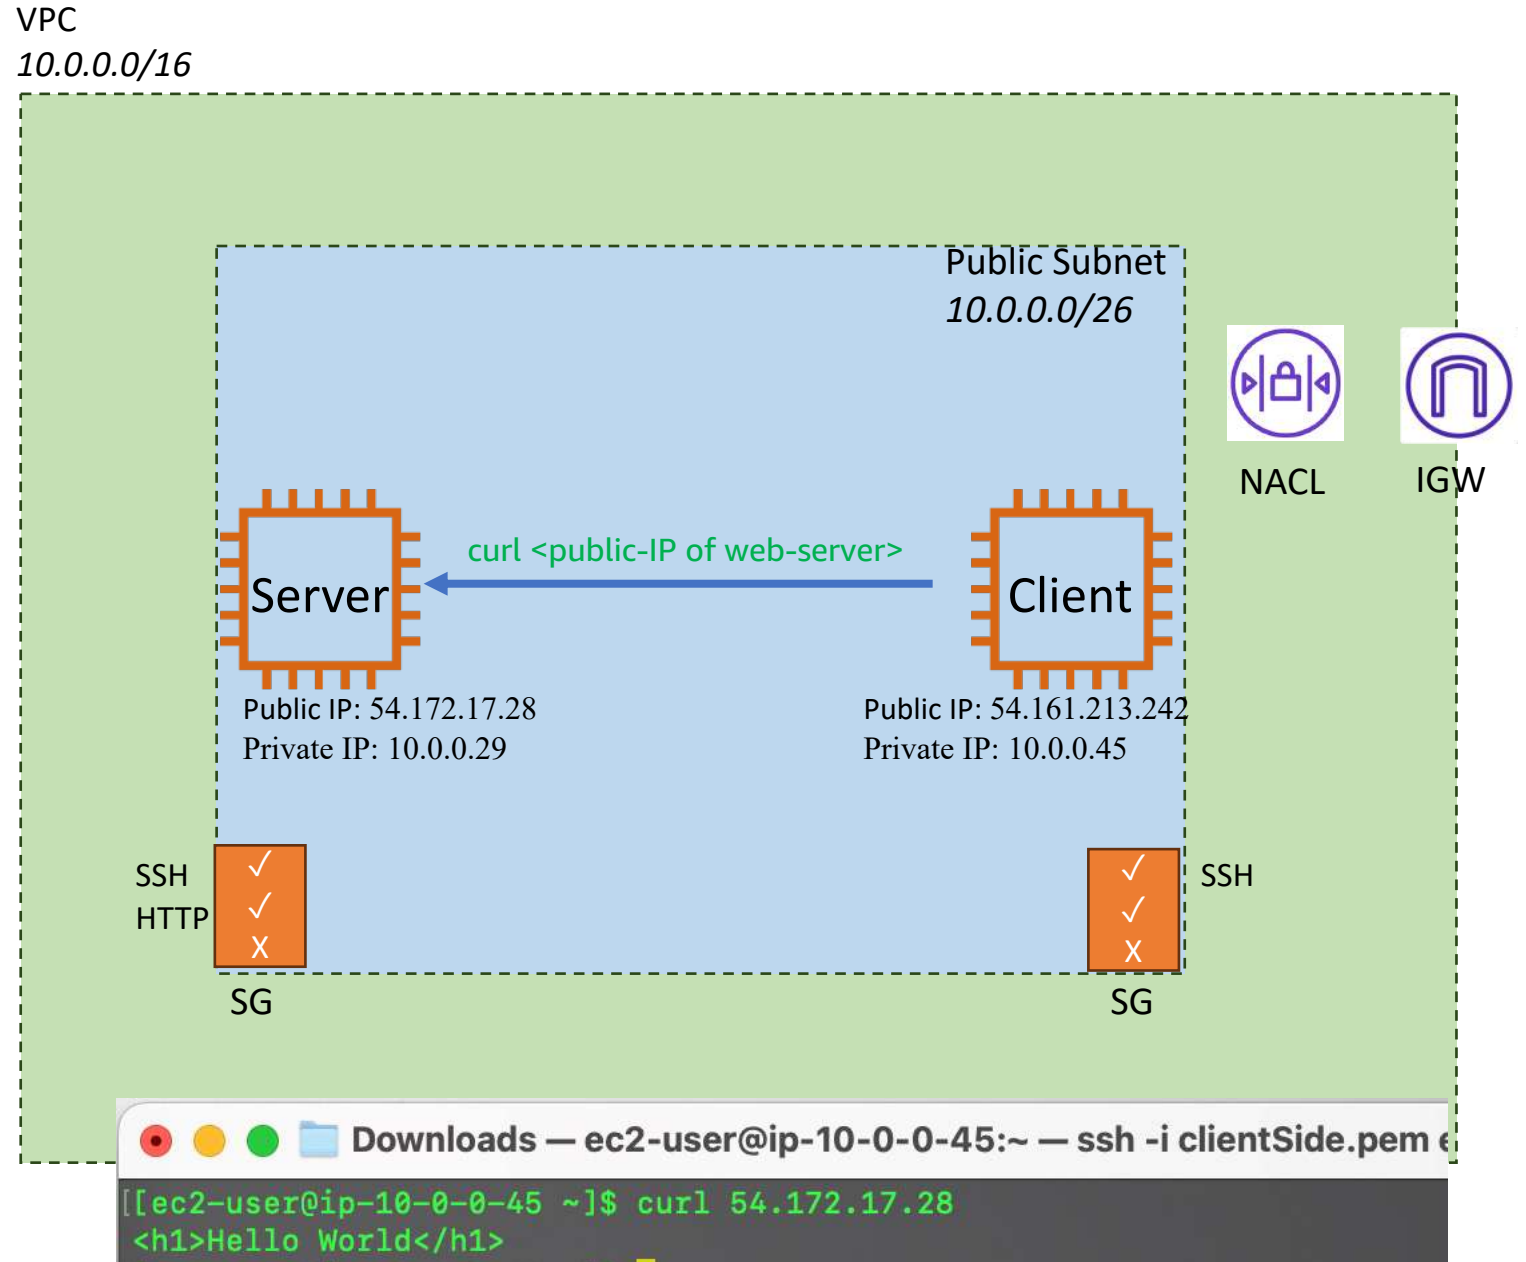 VPC
10.0.0.0/16
Public Subnet
10.0.0.0/26
NACL
IGW
curl <public-IP of web-server>
Server
Client
Public IP: 54.172.17.28
Private IP: 10.0.0.29
Public IP: 54.161.213.242
Private IP: 10.0.0.45
SSH
HTTP
✓
✓
X
SG
✓
✓
X
SSH
SG
Downloads — ec2-user@ip-10-0-0-45:~ — ssh -i clientSide.pem e
[[ec2-user@ip-10-0-0-45 ~]$ curl 54.172.17.28
<h1>Hello World</h1>